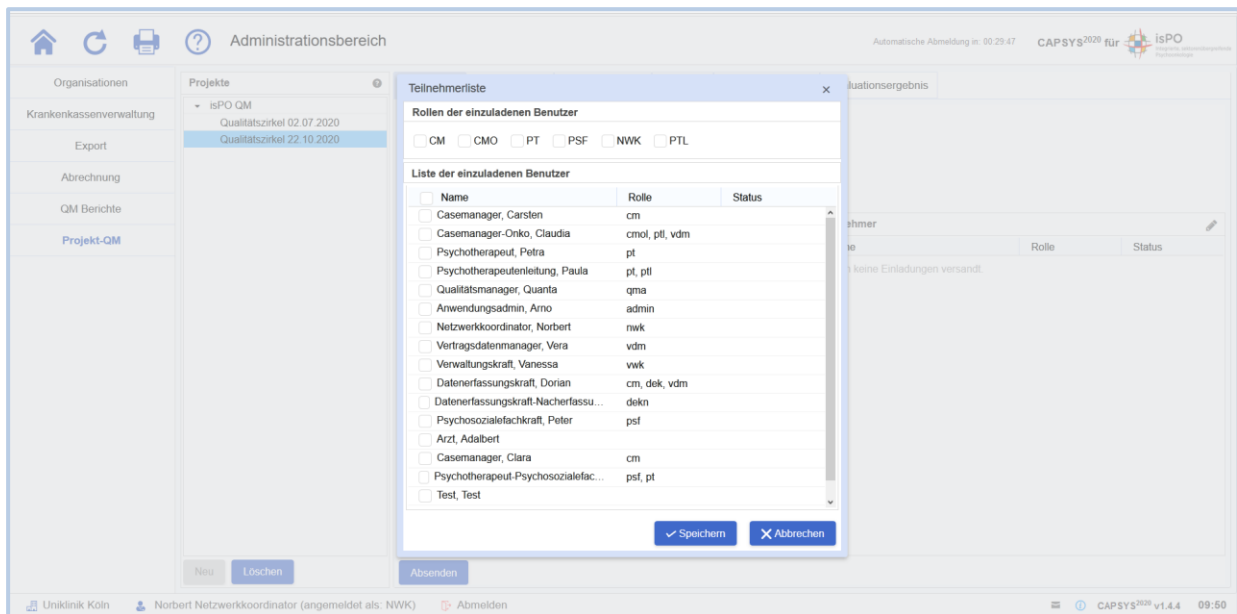 Administrationsbereich
Automatische Abmeldung in: 00:29:47
CAPSYS2020 für isPO
Organisationen
Krankenkassenverwaltung
Export
Abrechnung
QM Berichte
Projekt-QM
Projekte
isPO QM
Qualitätszirkel 02.07.2020
Qualitätszirkel 22.10.2020
Neu
Löschen
Teilnehmerliste
Rollen der einzuladenen Benutzer
CM CMO PT PSF NWK PTL
Liste der einzuladenen Benutzer
Name Rolle Status
Casemanager, Carsten cm
Casemanager-Onko, Claudia cmol, ptl, vdm
Psychotherapeut, Petra pt
Psychotherapeutenleitung, Paula pt, ptl
Qualitätsmanager, Quanta qma
Anwendungsadmin, Arno admin
Netzwerkkoordinator, Norbert nwk
Vertragsdatenmanager, Vera vdm
Verwaltungskraft, Vanessa vwk
Datenerfassungskraft, Dorian cm, dek, vdm
Datenerfassungskraft-Nacherfassu... dekn
Psychosozialefachkraft, Peter psf
Arzt, Adalbert
Casemanager, Clara cm
Psychotherapeut-Psychosozialefac... psf, pt
Test, Test
Speichern
Abbrechen
luationsergebnis
ehmer
Rolle Status
keine Einladungen versandt.
Absenden
Uniklinik Köln Norbert Netzwerkkoordinator (angemeldet als: NWK) Abmelden CAPSYS2020 v1.4.4 09:50